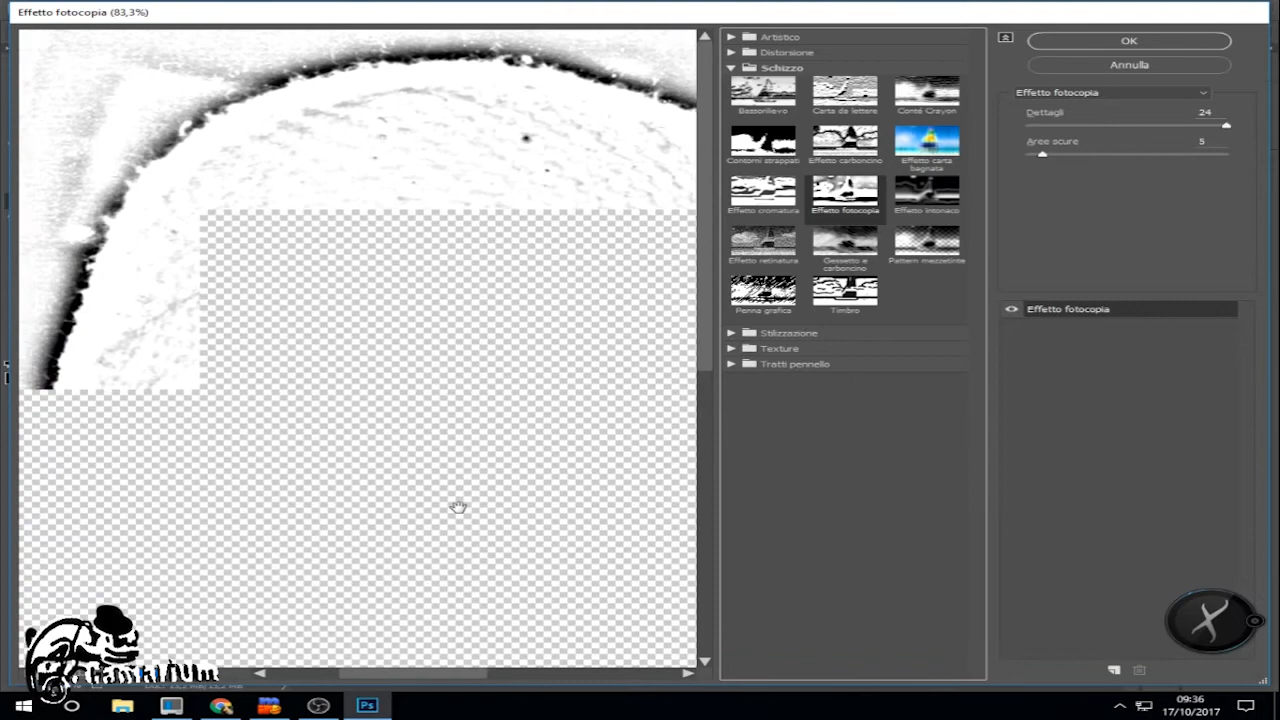 Effetto fotocopia (83,3%)
Artistico
Distorsione
Schizzo
Bassorilievo
Carta da lettere
Conté Crayon
Contorni strappati
Effetto carboncino
Effetto carta bagnata
Effetto cromatura
Effetto fotocopia
Effetto intonaco
Effetto retinatura
Gessetto e carboncino
Pattern mezzetinte
Penna grafica
Timbro
Stilizzazione
Texture
Tratti pennello
OK
Annulla
Effetto fotocopia
Dettagli 24
Aree scure 5
Effetto fotocopia
Ps
09:36
17/10/2017